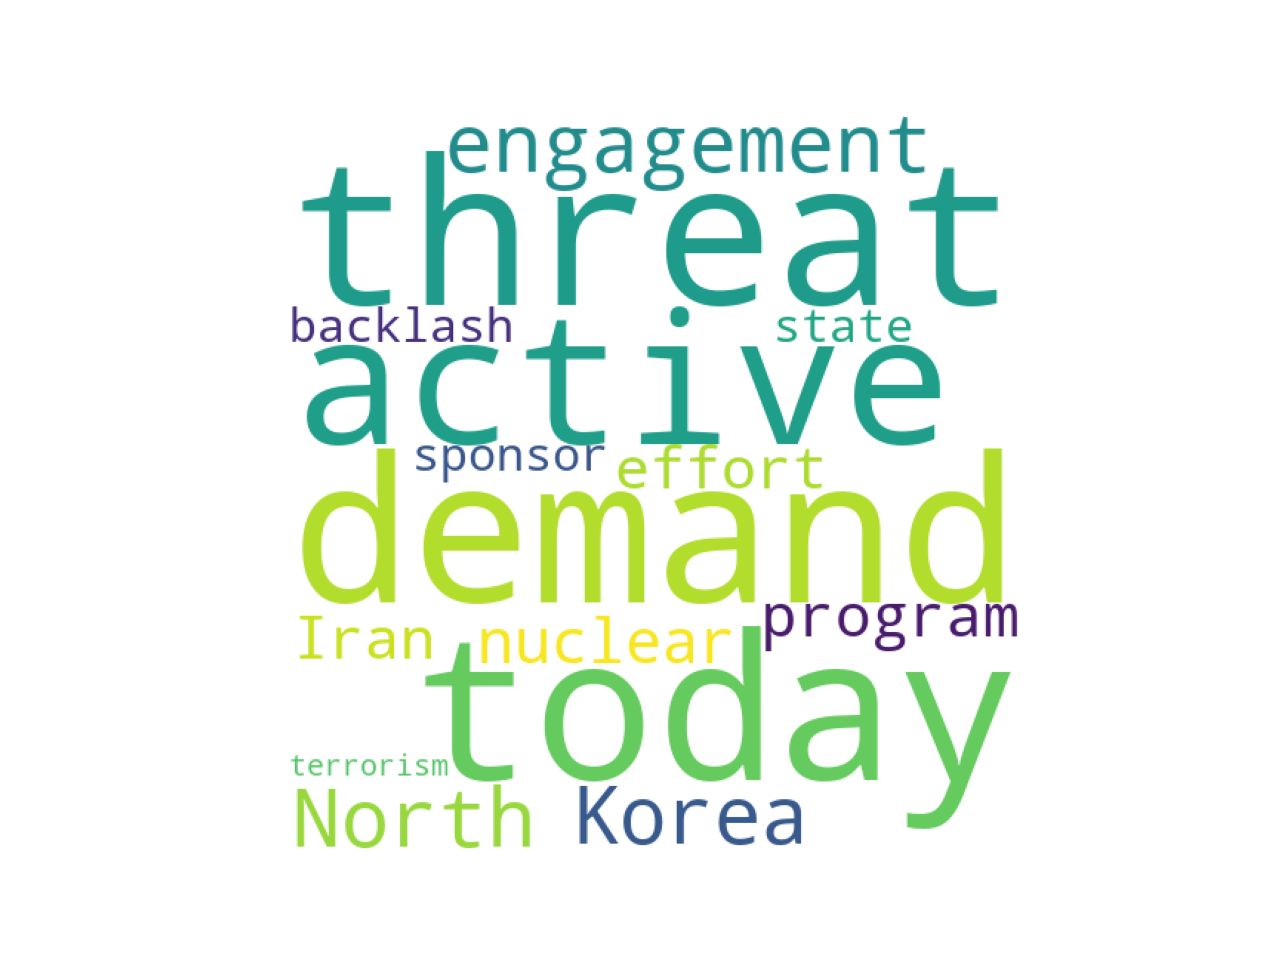 engagement
threat
backlash state
active
sponsor effort
demand
Iran nuclear program
today
terrorism
North Korea